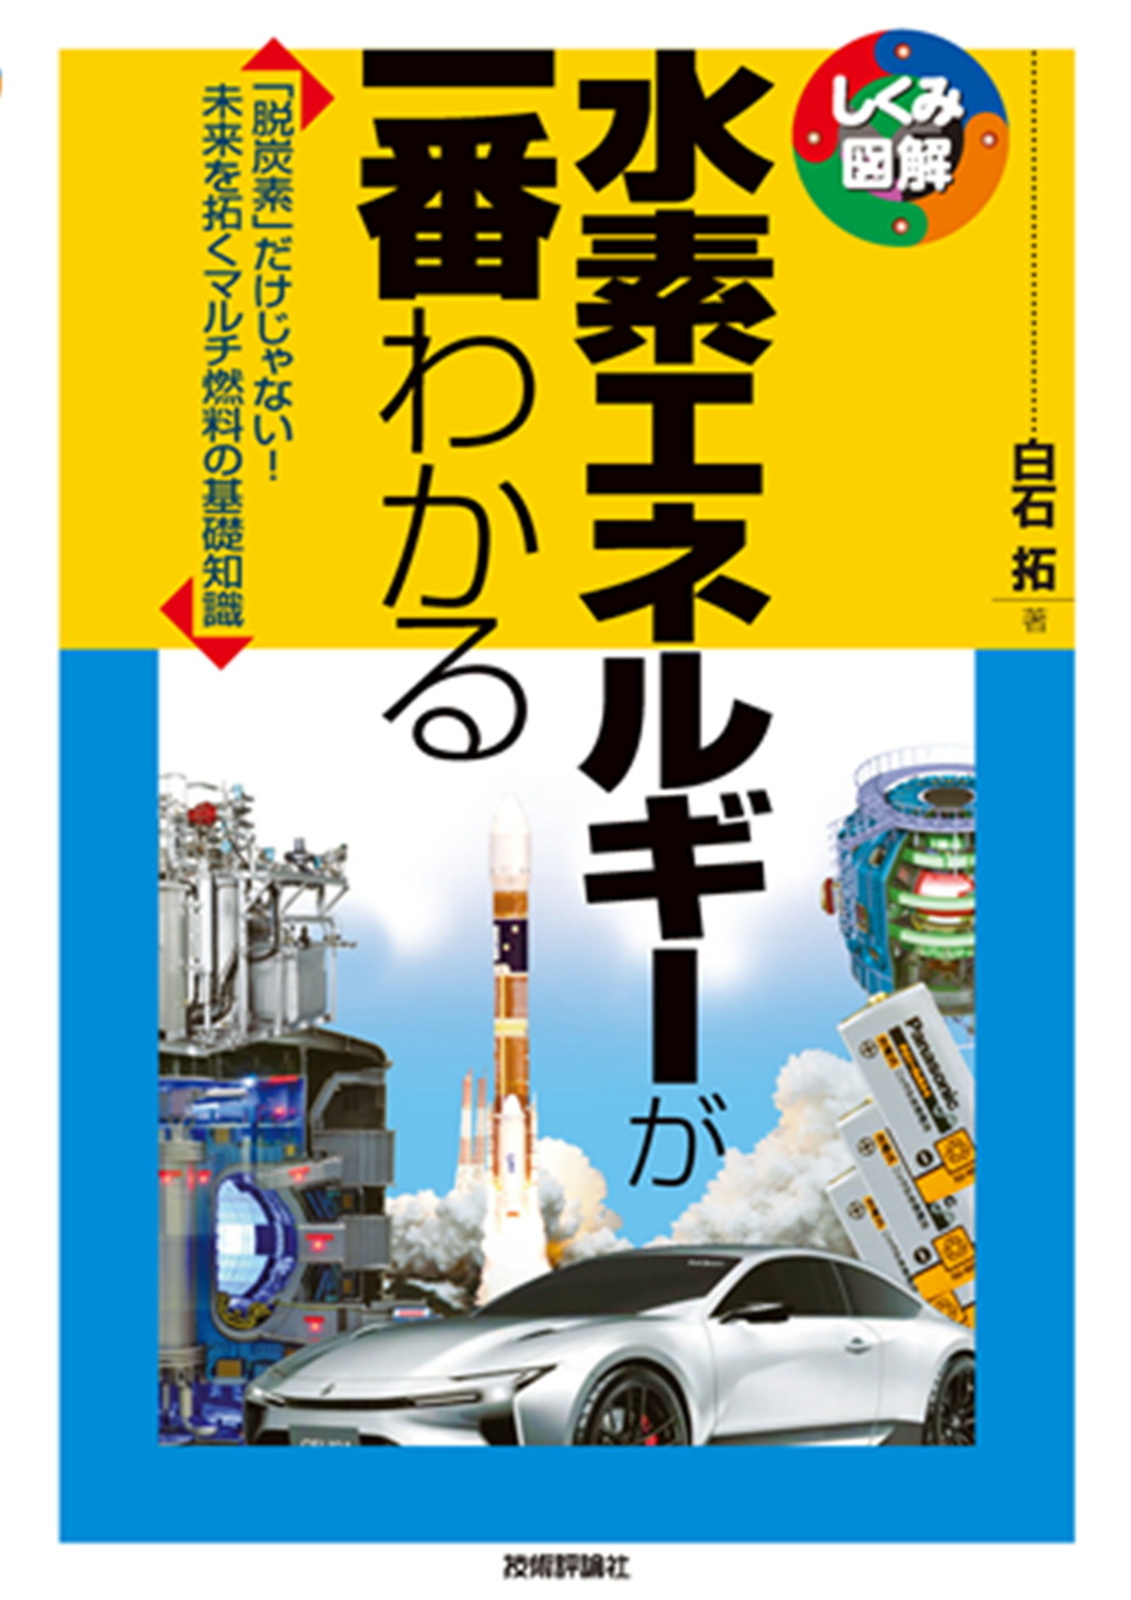 しくみ
図解
白石 拓
著
水素エネルギーが
一番わかる
「脱炭素」だけじゃない!
未来を拓くマルチ燃料の基礎知識
Panasonic
技術評論社